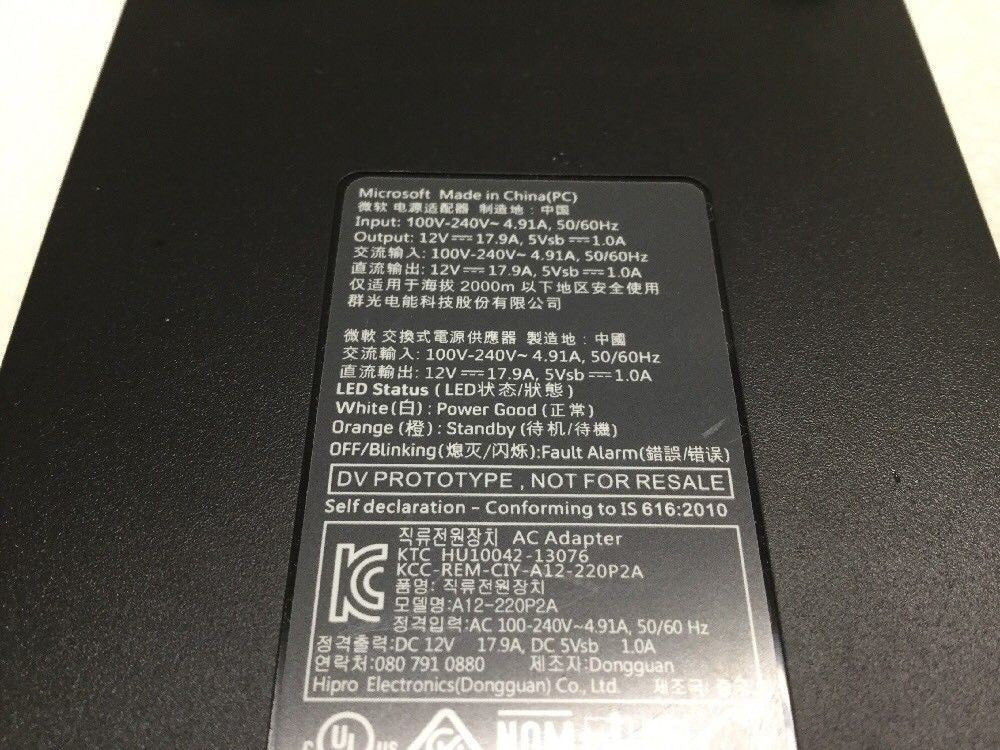 Microsoft Made in China(PC)
微软 电源适配器 制造地 : 中国
Input: 100V-240V~ 4.91A, 50/60Hz
Output: 12V⎓17.9A, 5Vsb⎓1.0A
交流输入: 100V-240V~ 4.91A, 50/60Hz
直流输出: 12V⎓17.9A, 5Vsb⎓1.0A
仅适用于海拔 2000m 以下地区安全使用
群光电能科技股份有限公司
微軟 交換式電源供應器 製造地 : 中國
交流輸入: 100V-240V~ 4.91A, 50/60Hz
直流輸出: 12V⎓17.9A, 5Vsb⎓1.0A
LED Status ( LED状态/狀態 )
White(白) : Power Good (正常)
Orange (橙) : Standby (待机/待機)
OFF/Blinking(熄灭/闪烁):Fault Alarm(錯誤/错误)
DV PROTOTYPE , NOT FOR RESALE
Self declaration – Conforming to IS 616:2010
직류전원장치 AC Adapter
KTC HU10042-13076
KCC-REM-CIY-A12-220P2A
품명: 직류전원장치
모델명:A12-220P2A
정격입력:AC 100-240V~4.91A, 50/60 Hz
정격출력:DC 12V 17.9A, DC 5Vsb 1.0A
연락처:080 791 0880 제조자:Dongguan
Hipro Electronics(Dongguan) Co., Ltd. 제조국:
c UL us NOM